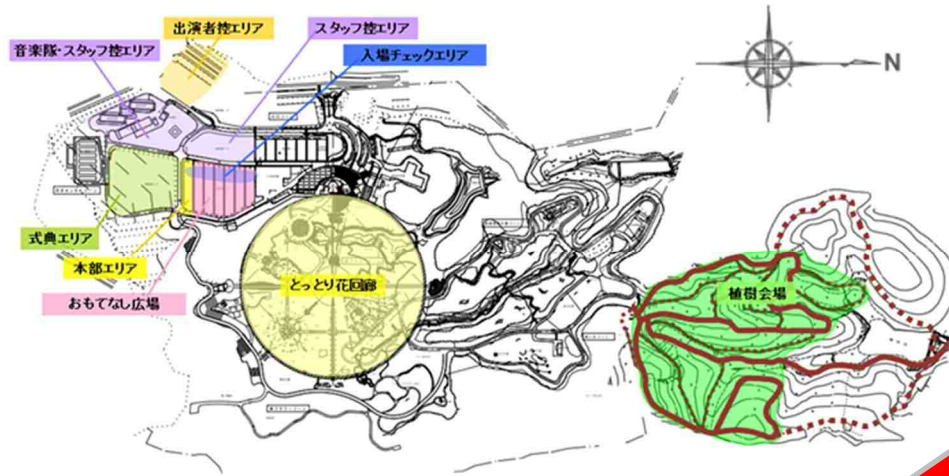 出演者控エリア
スタッフ控エリア
音楽隊・スタッフ控エリア
入場チェックエリア
N
式典エリア
本部エリア
おもてなし広場
とっとり花回廊
植樹会場